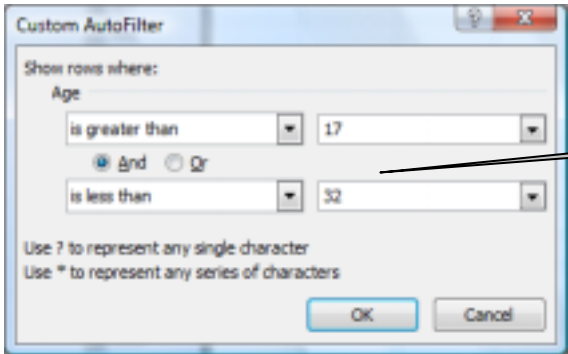 Custom AutoFilter
Show rows where:
Age
is greater than 17
And Or
is less than 32
Use ? to represent any single character
Use * to represent any series of characters
OK Cancel